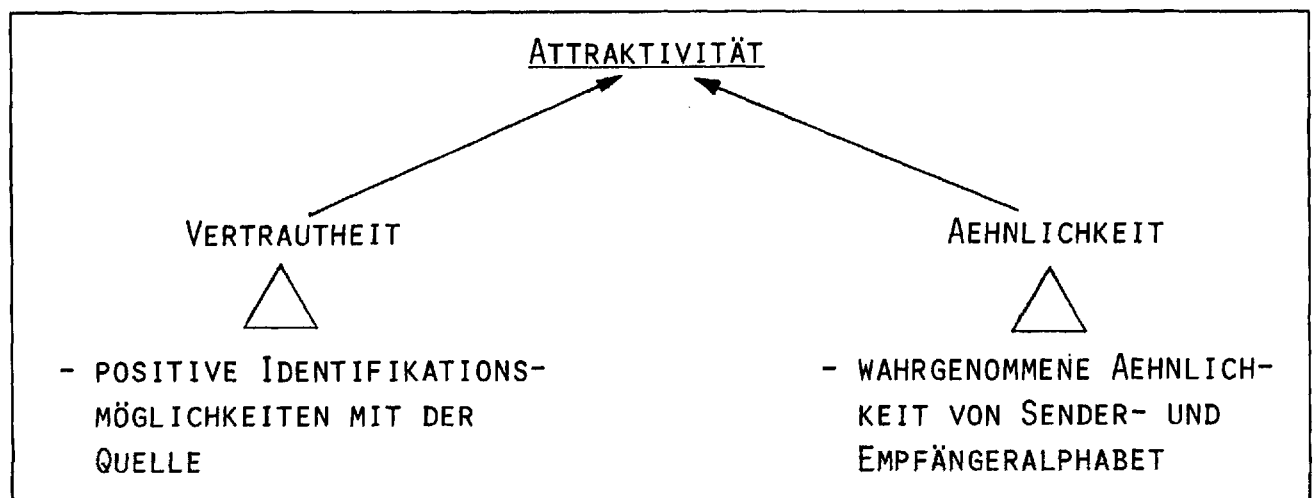 ATTRAKTIVITÄT
VERTRAUTHEIT
AEHNLICHKEIT
- POSITIVE IDENTIFIKATIONS-
MÖGLICHKEITEN MIT DER
QUELLE
- WAHRGENOMMENE AEHNLICH-
KEIT VON SENDER- UND
EMPFÄNGERALPHABET